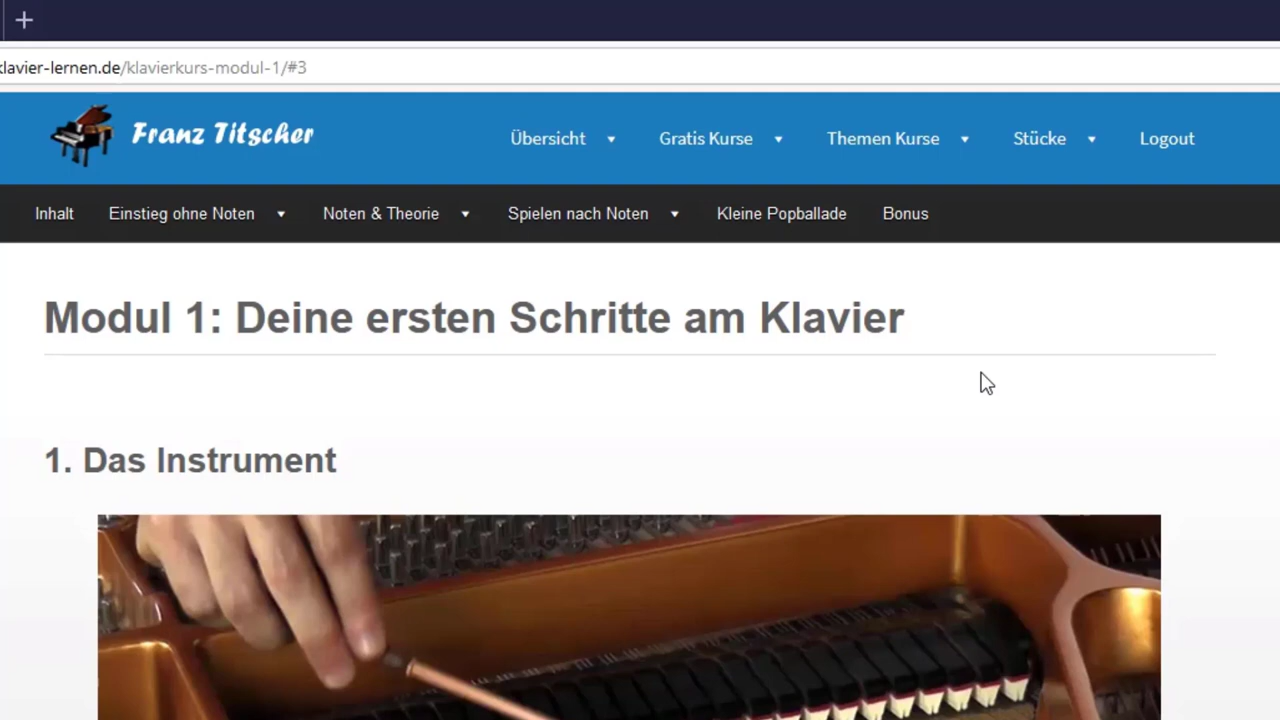 klavier-lernen.de/klavierkurs-modul-1/#3
Franz Titscher
Übersicht Gratis Kurse Themen Kurse Stücke Logout
Inhalt Einstieg ohne Noten Noten & Theorie Spielen nach Noten Kleine Popballade Bonus
Modul 1: Deine ersten Schritte am Klavier
1. Das Instrument